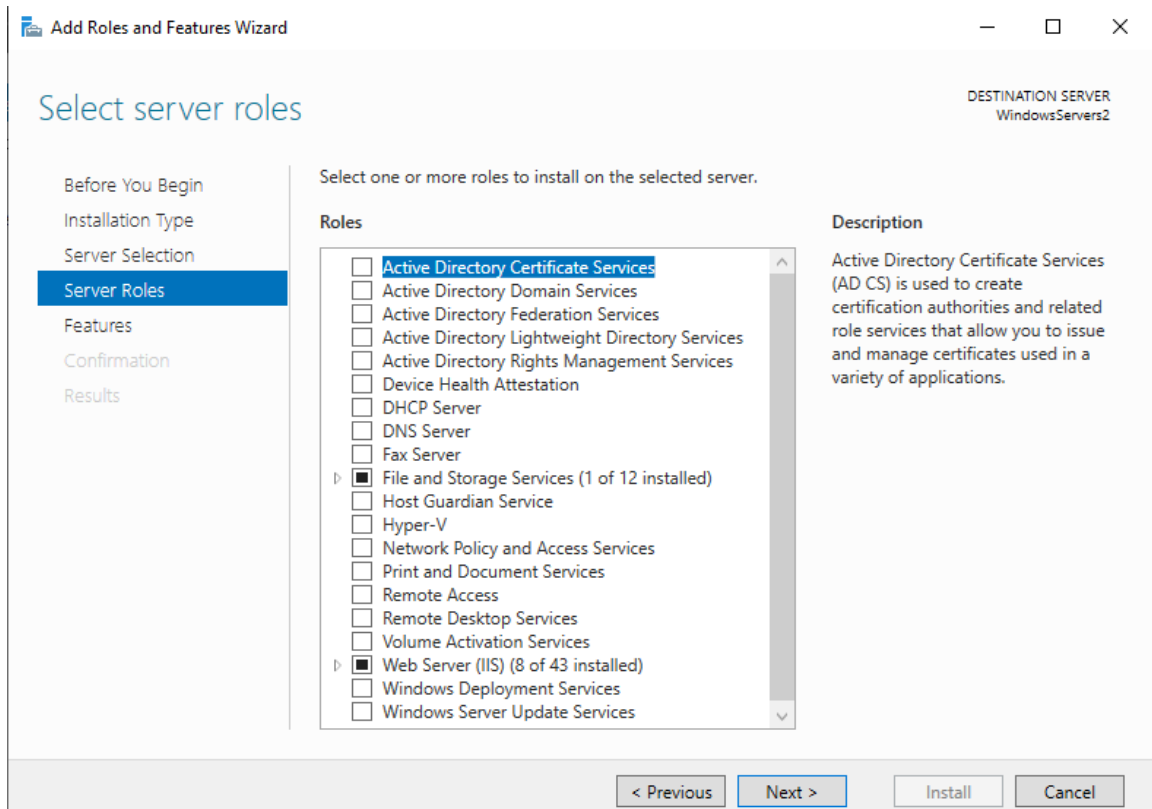 Add Roles and Features Wizard
Select server roles
DESTINATION SERVER
WindowsServers2
Before You Begin
Installation Type
Server Selection
Server Roles
Features
Confirmation
Results
Select one or more roles to install on the selected server.
Roles
Active Directory Certificate Services
Active Directory Domain Services
Active Directory Federation Services
Active Directory Lightweight Directory Services
Active Directory Rights Management Services
Device Health Attestation
DHCP Server
DNS Server
Fax Server
File and Storage Services (1 of 12 installed)
Host Guardian Service
Hyper-V
Network Policy and Access Services
Print and Document Services
Remote Access
Remote Desktop Services
Volume Activation Services
Web Server (IIS) (8 of 43 installed)
Windows Deployment Services
Windows Server Update Services
Description
Active Directory Certificate Services
(AD CS) is used to create
certification authorities and related
role services that allow you to issue
and manage certificates used in a
variety of applications.
< Previous
Next >
Install
Cancel